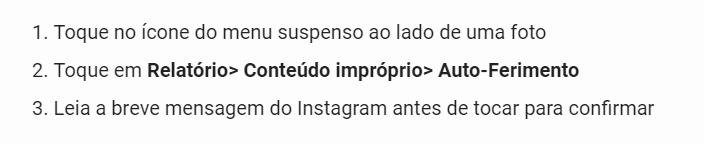 1. Toque no ícone do menu suspenso ao lado de uma foto
2. Toque em Relatório> Conteúdo impróprio> Auto-Ferimento
3. Leia a breve mensagem do Instagram antes de tocar para confirmar